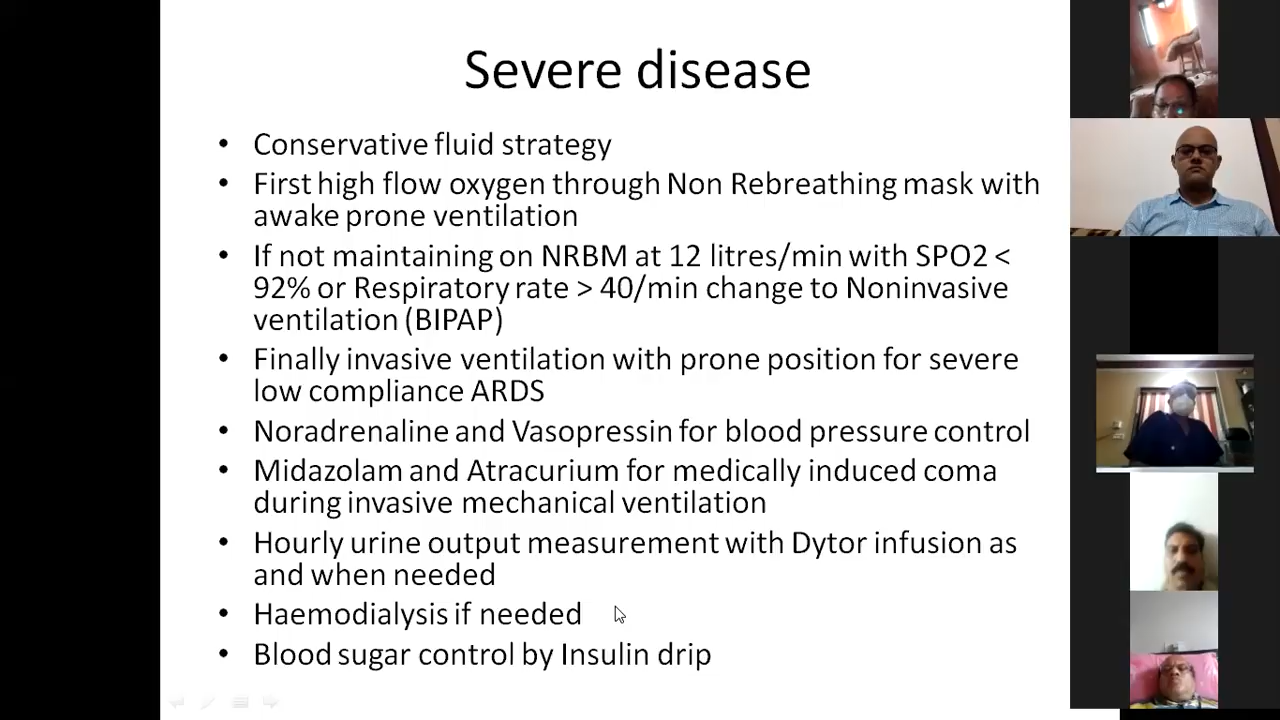 Severe disease
• Conservative fluid strategy
• First high flow oxygen through Non Rebreathing mask with
awake prone ventilation
• If not maintaining on NRBM at 12 litres/min with SPO2 <
92% or Respiratory rate > 40/min change to Noninvasive
ventilation (BIPAP)
• Finally invasive ventilation with prone position for severe
low compliance ARDS
• Noradrenaline and Vasopressin for blood pressure control
• Midazolam and Atracurium for medically induced coma
during invasive mechanical ventilation
• Hourly urine output measurement with Dytor infusion as
and when needed
• Haemodialysis if needed
• Blood sugar control by Insulin drip